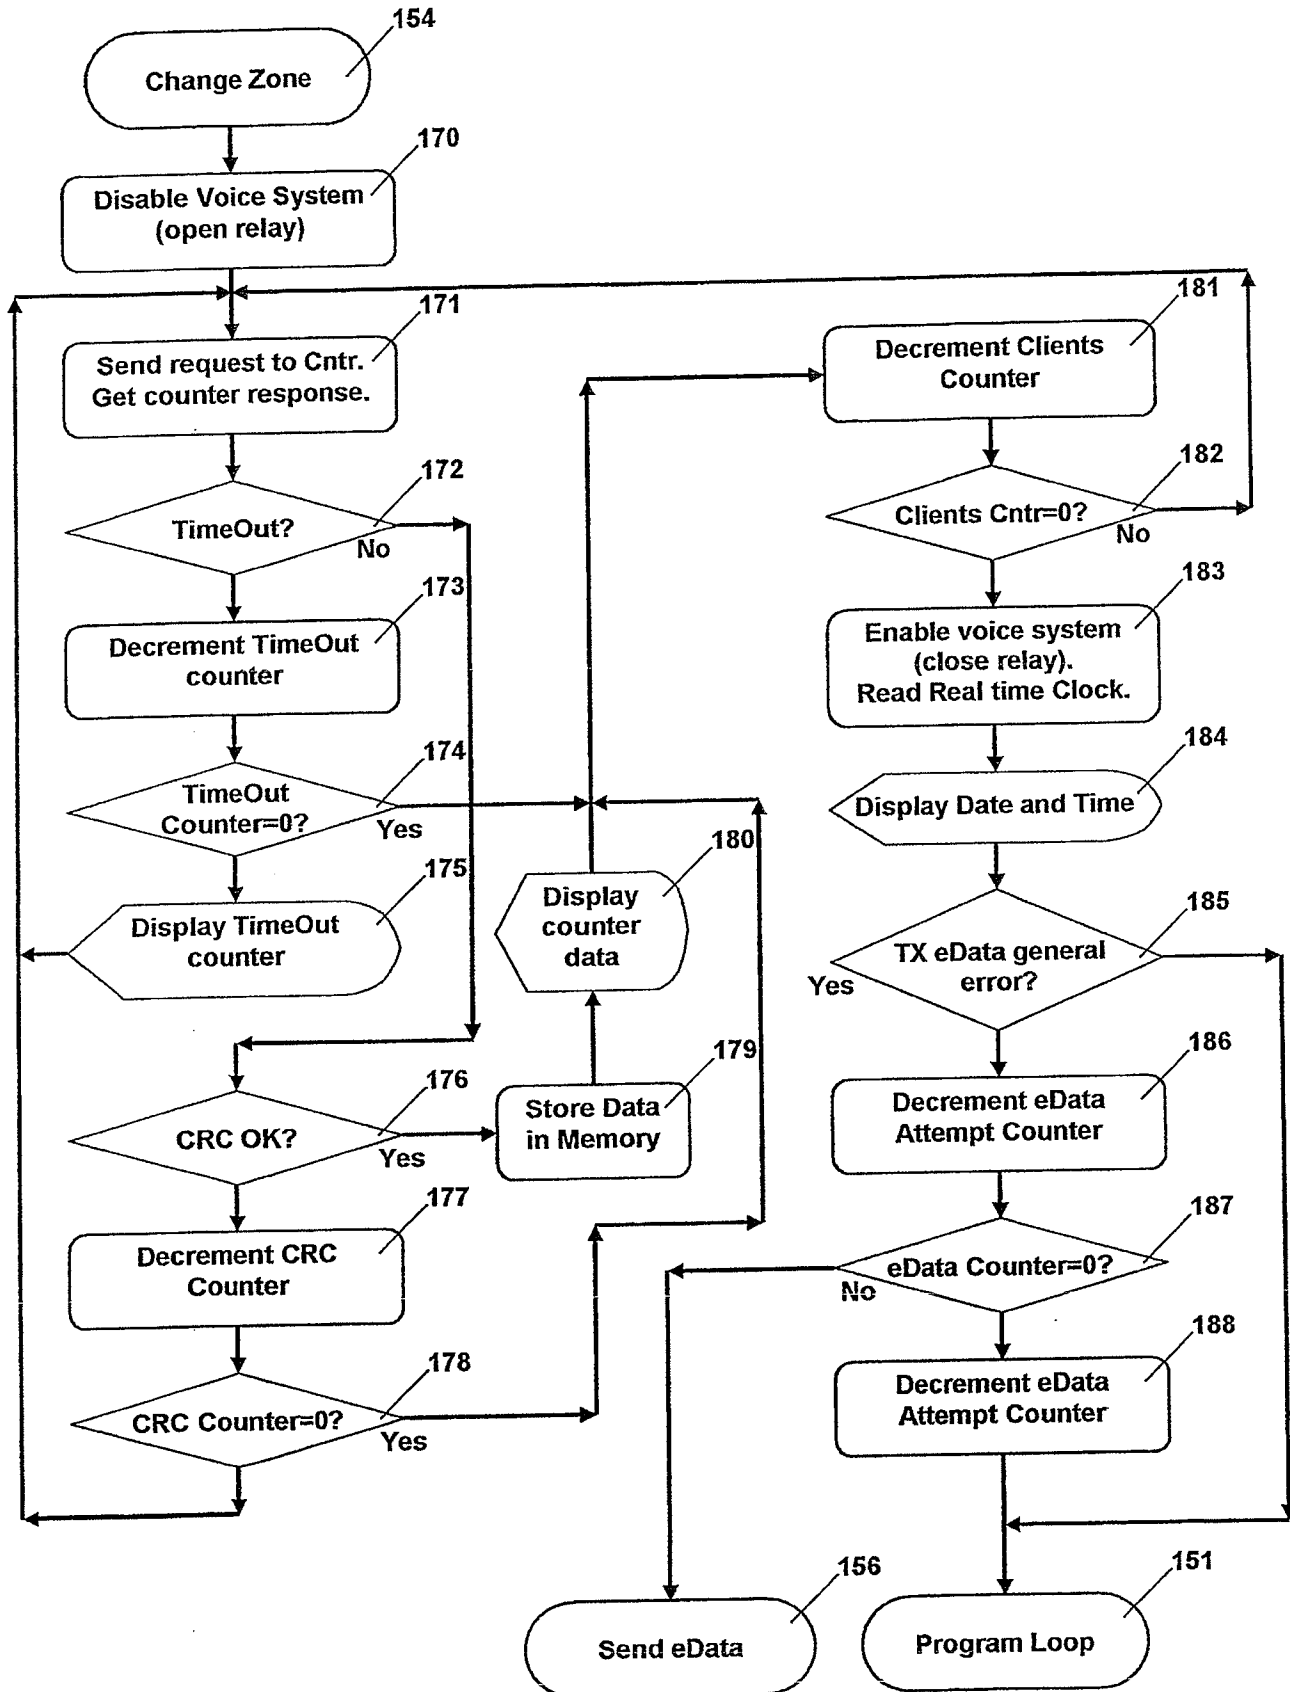 154
Change Zone
170
Disable Voice System
(open relay)
171
Send request to Cntr.
Get counter response.
172
TimeOut?
No
173
Decrement TimeOut
counter
174
TimeOut
Counter=0?
Yes
175
Display TimeOut
counter
176
CRC OK?
Yes
177
Decrement CRC
Counter
178
CRC Counter=0?
Yes
179
Store Data
in Memory
180
Display
counter
data
181
Decrement Clients
Counter
182
Clients Cntr=0?
No
183
Enable voice system
(close relay).
Read Real time Clock.
184
Display Date and Time
185
TX eData general
error?
Yes
186
Decrement eData
Attempt Counter
187
eData Counter=0?
No
188
Decrement eData
Attempt Counter
156
Send eData
151
Program Loop